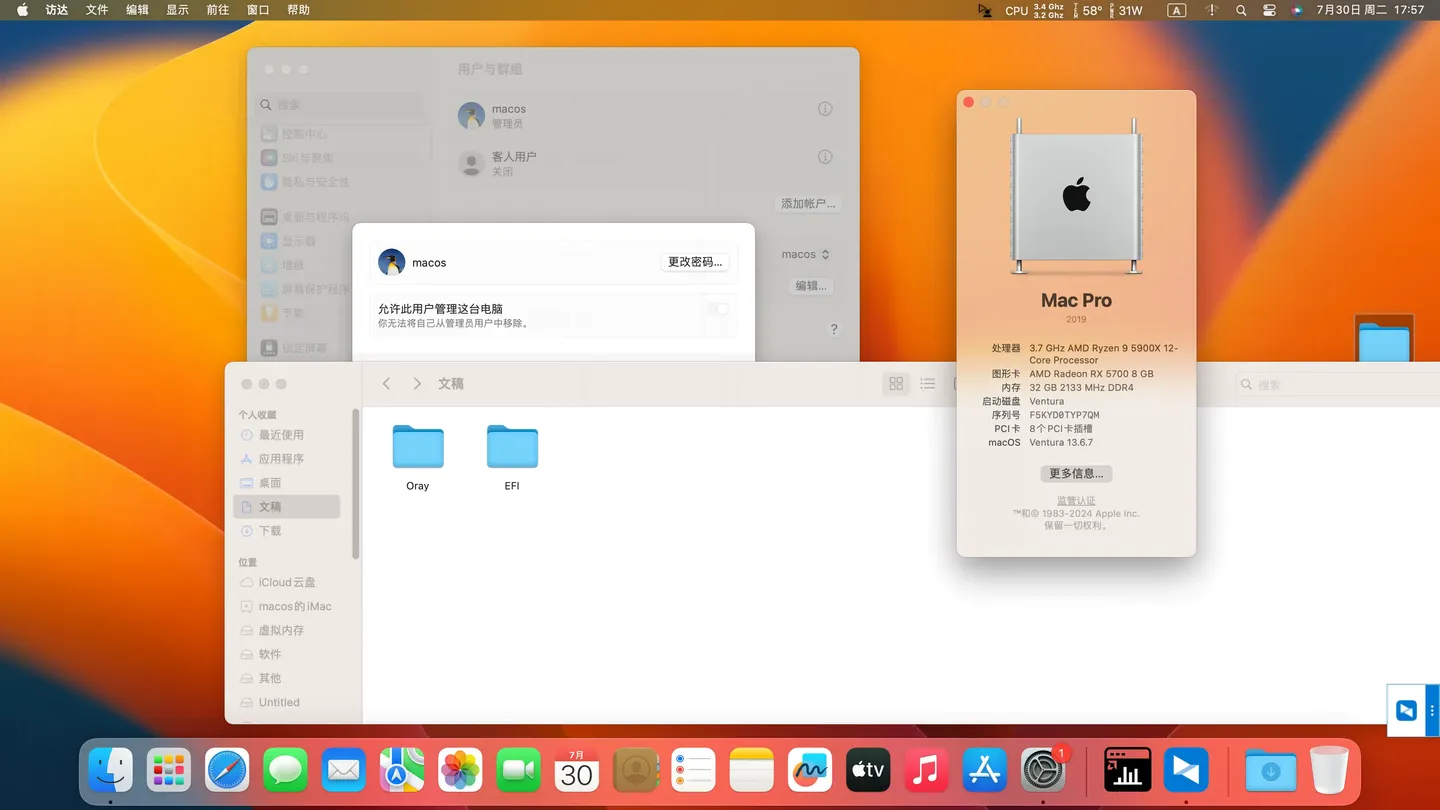 访达 文件 编辑 显示 前往 窗口 帮助
CPU 3.4 Ghz 3.2 Ghz 58° 31W A 7月30日 周二 17:57
用户与群组
搜索
控制中心
Siri与聚焦
隐私与安全性
桌面与程序坞
显示器
墙纸
屏幕保护程序
节能
锁定屏幕
macos
管理员
客人用户
关闭
添加帐户...
macos
编辑...
?
macos
更改密码...
允许此用户管理这台电脑
你无法将自己从管理员用户中移除。
文稿
搜索
个人收藏
最近使用
应用程序
桌面
文稿
下载
位置
iCloud云盘
macos的iMac
虚拟内存
软件
其他
Untitled
Oray
EFI
Mac Pro
2019
处理器 3.7 GHz AMD Ryzen 9 5900X 12-
Core Processor
图形卡 AMD Radeon RX 5700 8 GB
内存 32 GB 2133 MHz DDR4
启动磁盘 Ventura
序列号 F5KYD0TYP7QM
PCI卡 8个PCI卡插槽
macOS Ventura 13.6.7
更多信息...
监管认证
™和© 1983-2024 Apple Inc.
保留一切权利。
7月
30
tv
1